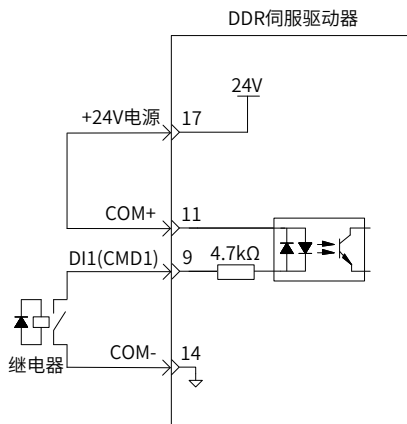 DDR伺服驱动器
24V
+24V电源
17
COM+
11
DI1(CMD1)
9
4.7kΩ
继电器
COM-
14